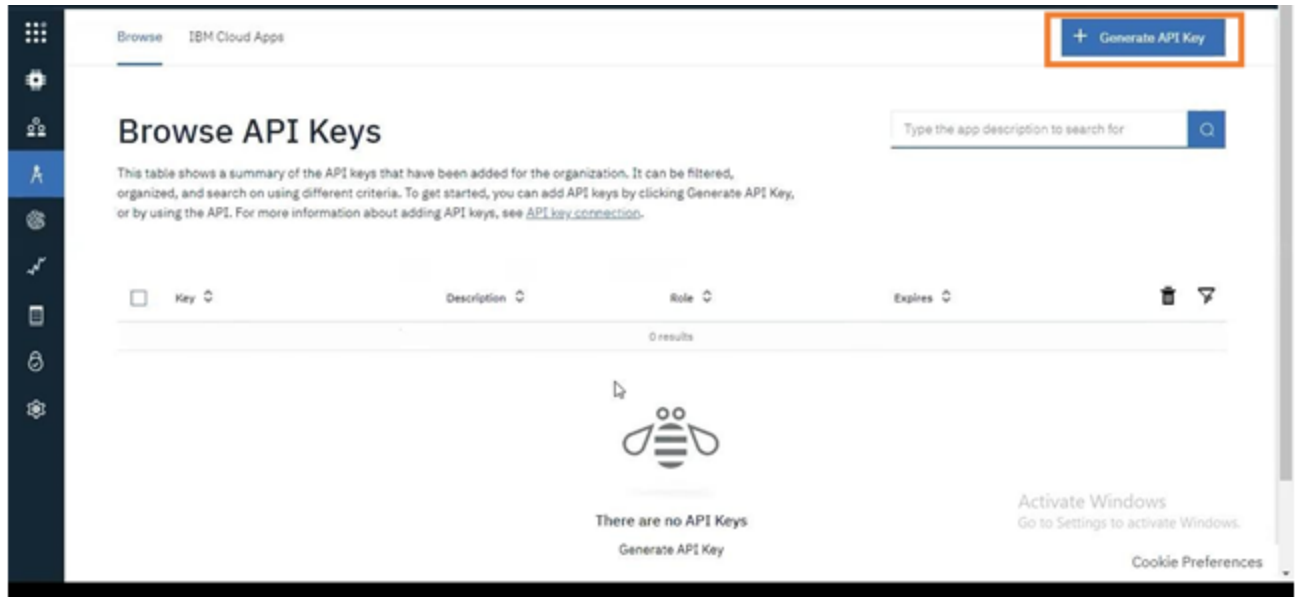 Browse IBM Cloud Apps
+ Generate API Key
Browse API Keys
Type the app description to search for
This table shows a summary of the API keys that have been added for the organization. It can be filtered,
organized, and search on using different criteria. To get started, you can add API keys by clicking Generate API Key,
or by using the API. For more information about adding API keys, see API key connection.
Key Description Role Expires
0 results
There are no API Keys
Generate API Key
Activate Windows
Go to Settings to activate Windows.
Cookie Preferences